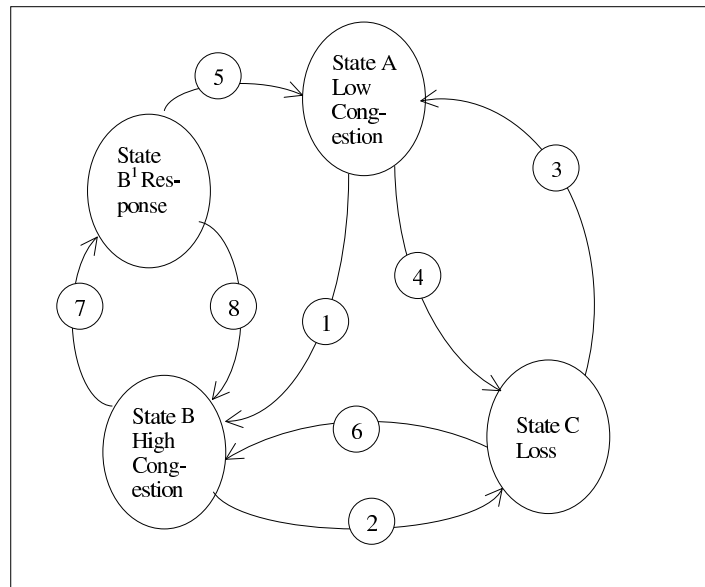 State A
Low
Cong-
estion
5
State
B¹ Res-
ponse
3
4
7
8
1
State B
High
Cong-
estion
6
State C
Loss
2